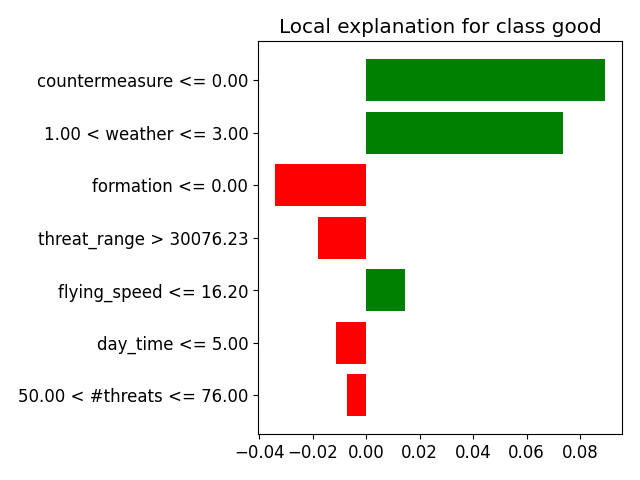 Local explanation for class good
countermeasure <= 0.00
1.00 < weather <= 3.00
formation <= 0.00
threat_range > 30076.23
flying_speed <= 16.20
day_time <= 5.00
50.00 < #threats <= 76.00
−0.04 −0.02 0.00 0.02 0.04 0.06 0.08